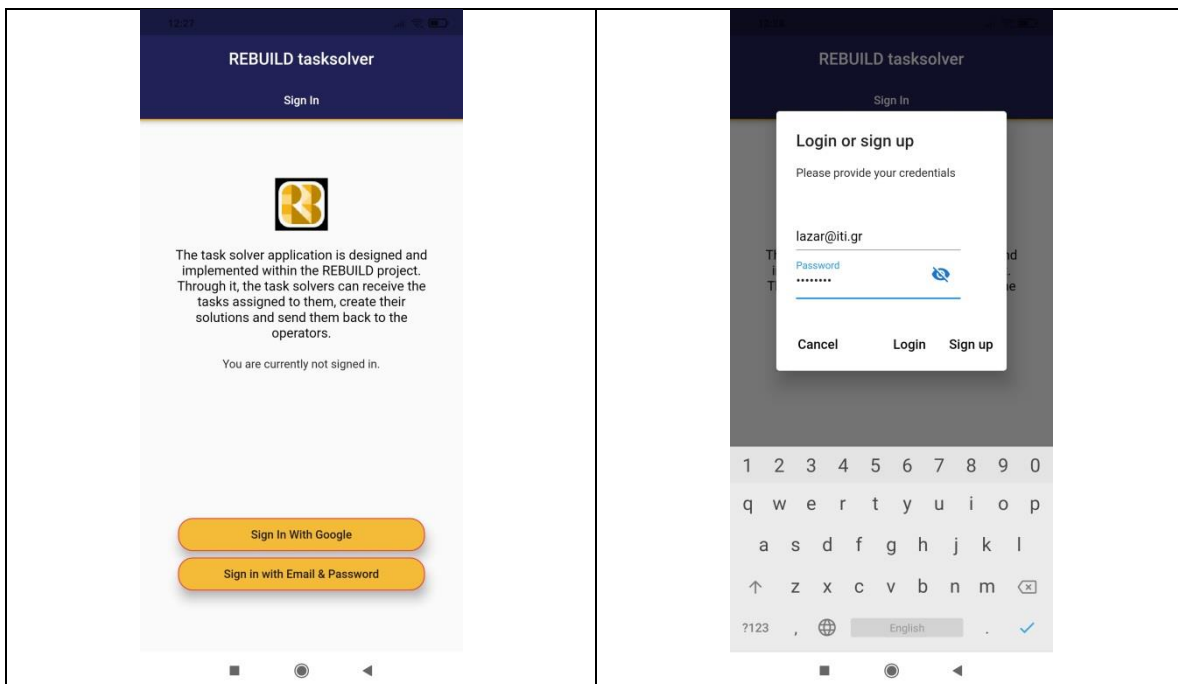 12:27
REBUILD tasksolver
Sign In
The task solver application is designed and
implemented within the REBUILD project.
Through it, the task solvers can receive the
tasks assigned to them, create their
solutions and send them back to the
operators.
You are currently not signed in.
Sign In With Google
Sign in with Email & Password
REBUILD tasksolver
Sign In
Login or sign up
Please provide your credentials
lazar@iti.gr
Password
••••••••
Cancel Login Sign up
1 2 3 4 5 6 7 8 9 0
q w e r t y u i o p
a s d f g h j k l
z x c v b n m
?123 , English .